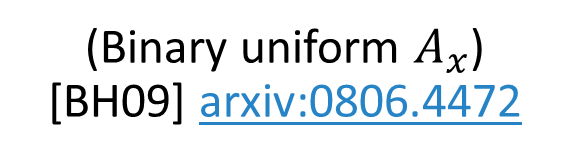 (Binary uniform 𝐴ₓ)
[BH09] arxiv:0806.4472